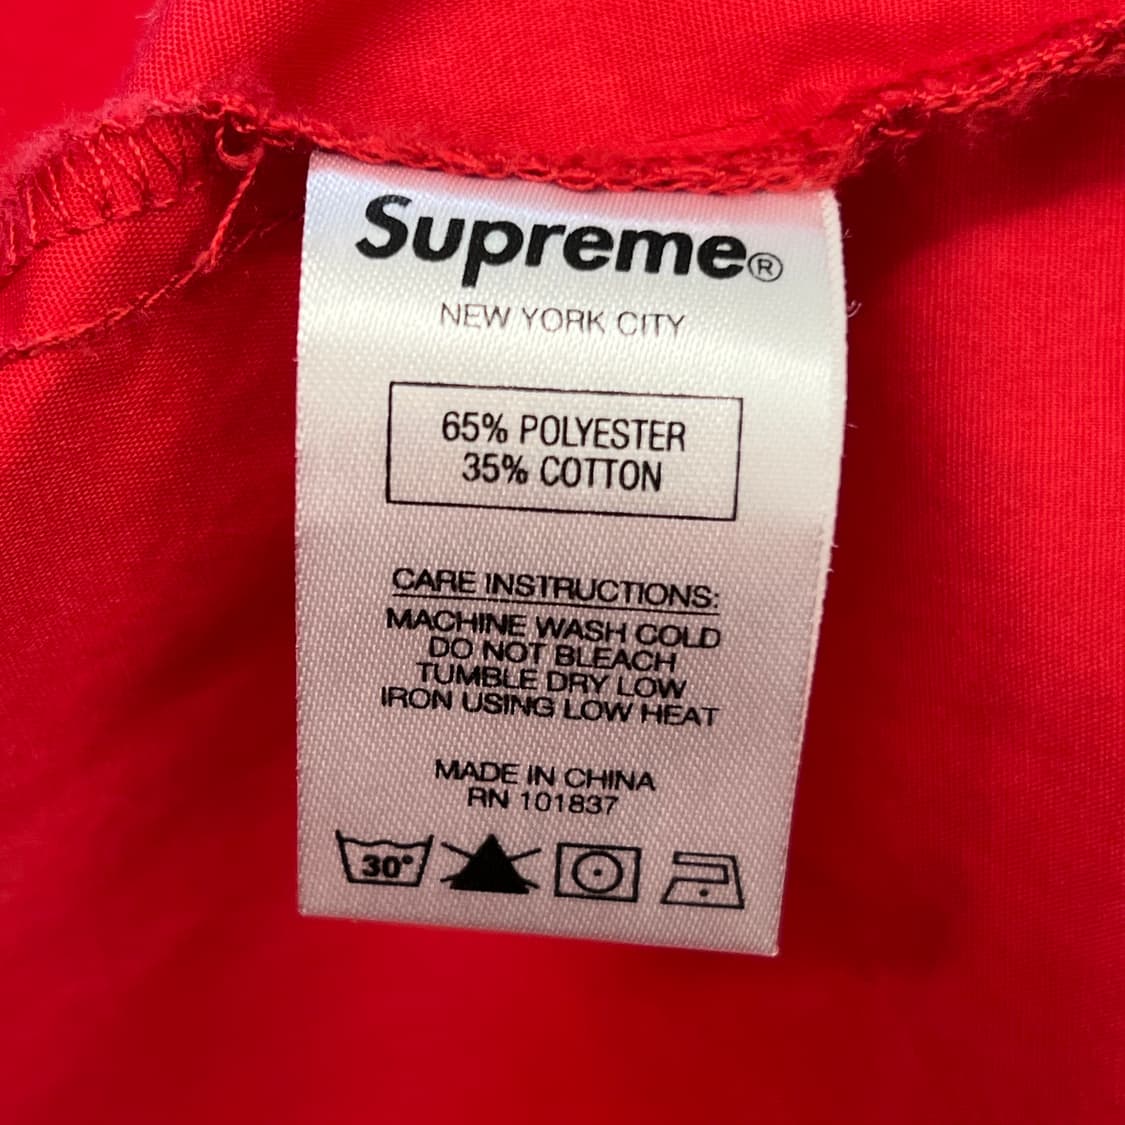 Supreme®
NEW YORK CITY
65% POLYESTER
35% COTTON
CARE INSTRUCTIONS:
MACHINE WASH COLD
DO NOT BLEACH
TUMBLE DRY LOW
IRON USING LOW HEAT
MADE IN CHINA
RN 101837
30°